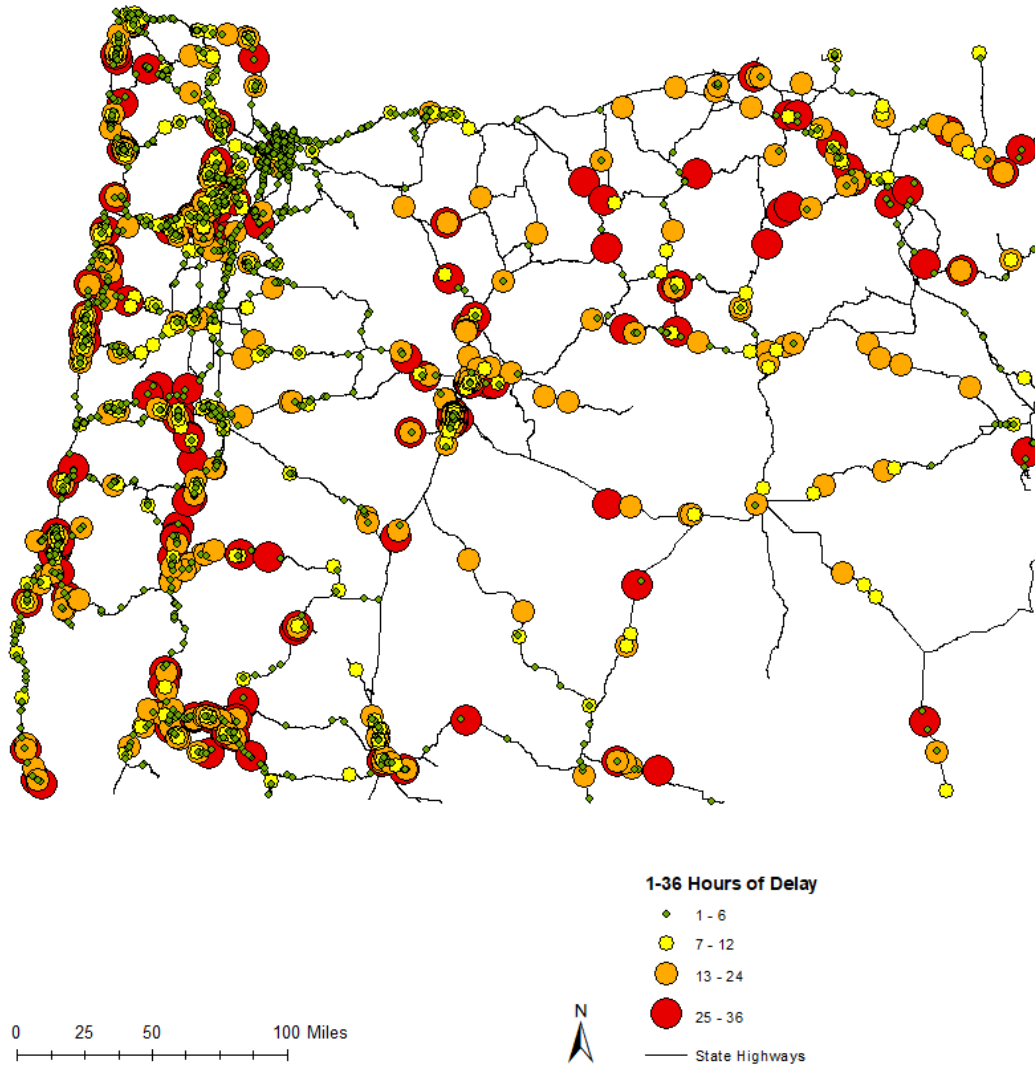 1-36 Hours of Delay
1 - 6
7 - 12
13 - 24
25 - 36
State Highways
N
0 25 50 100 Miles